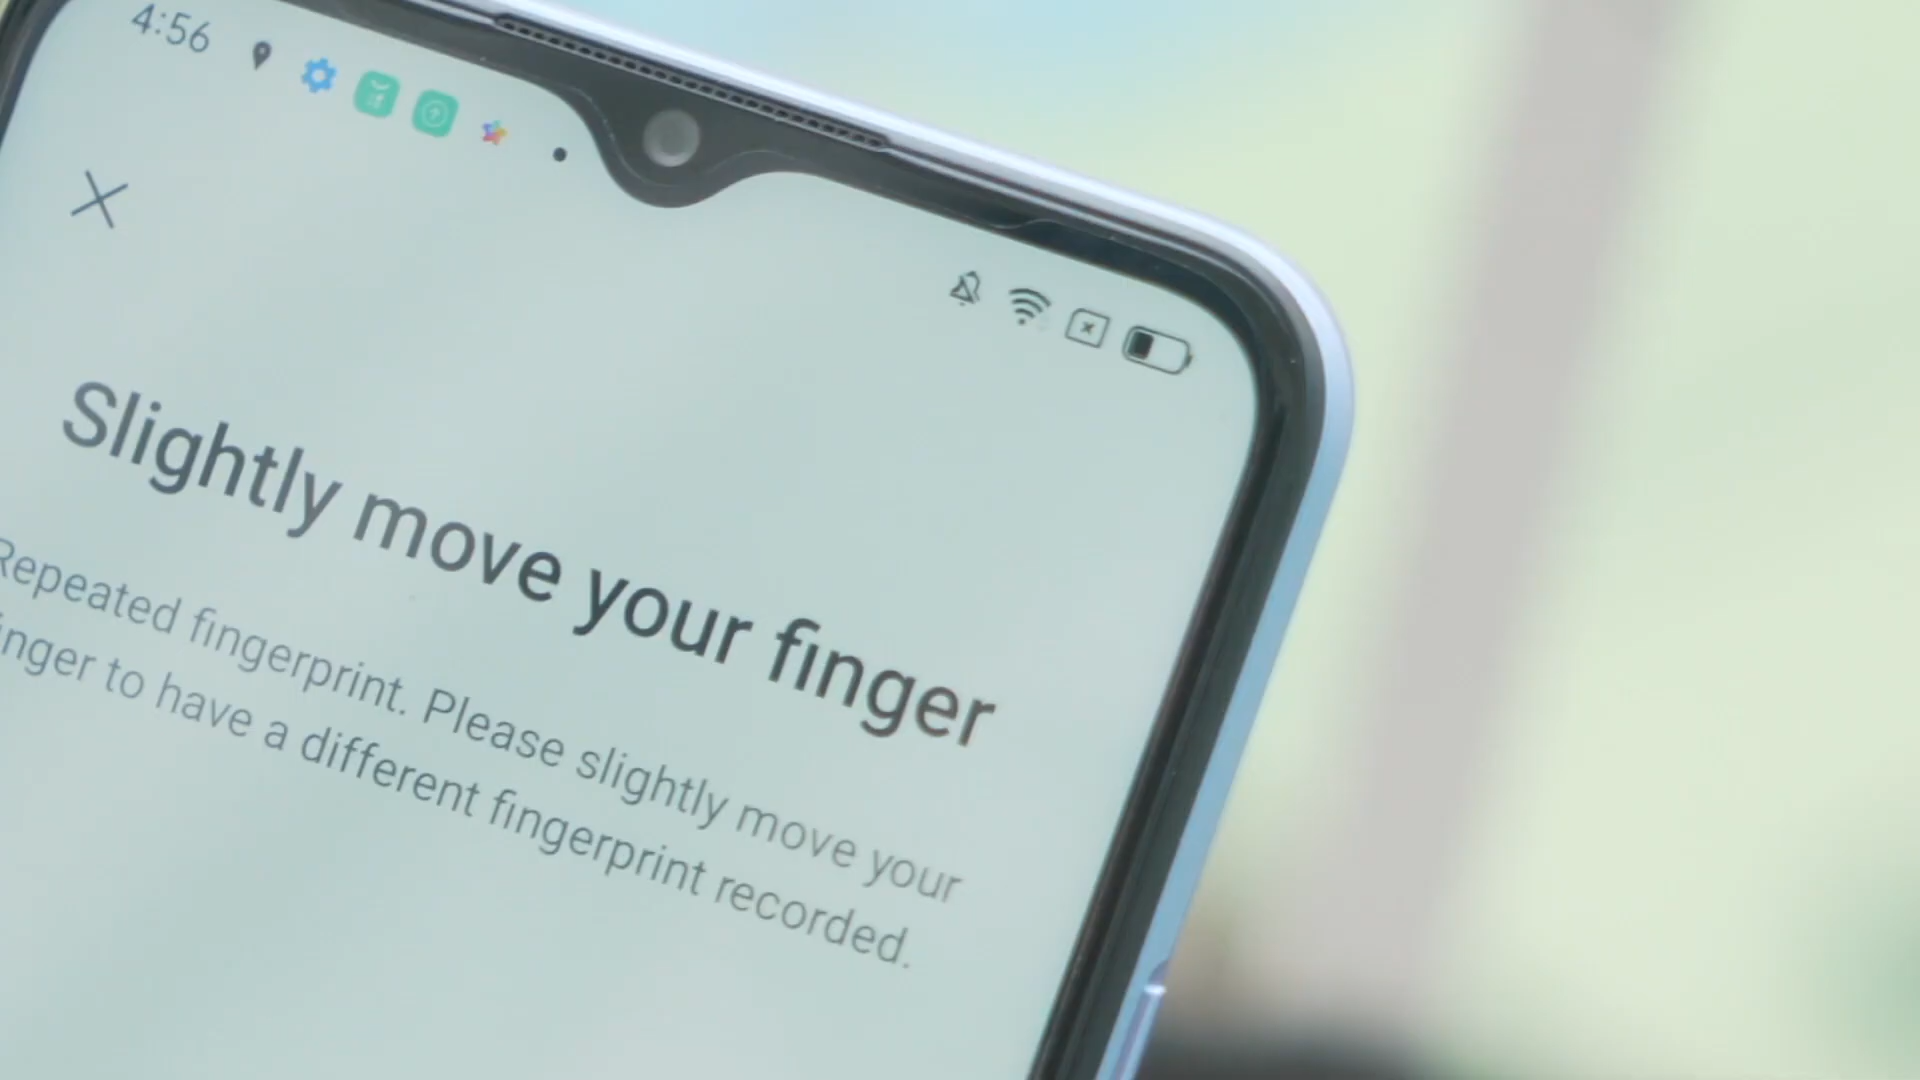 4:56
Slightly move your finger
Repeated fingerprint. Please slightly move your
inger to have a different fingerprint recorded.